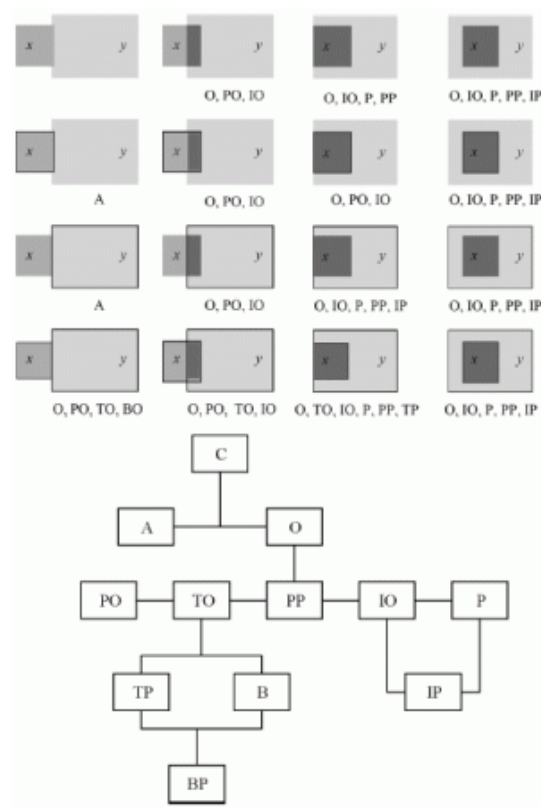 x y x y x y x y
O, PO, IO O, IO, P, PP O, IO, P, PP, IP
x y x y x y x y
A O, PO, IO O, PO, IO O, IO, P, PP, IP
x y x y x y x y
A O, PO, IO O, IO, P, PP, IP O, IO, P, PP, IP
x y x y x y x y
O, PO, TO, BO O, PO, TO, IO O, TO, IO, P, PP, TP O, IO, P, PP, IP
C
A O
PO TO PP IO P
TP B IP
BP